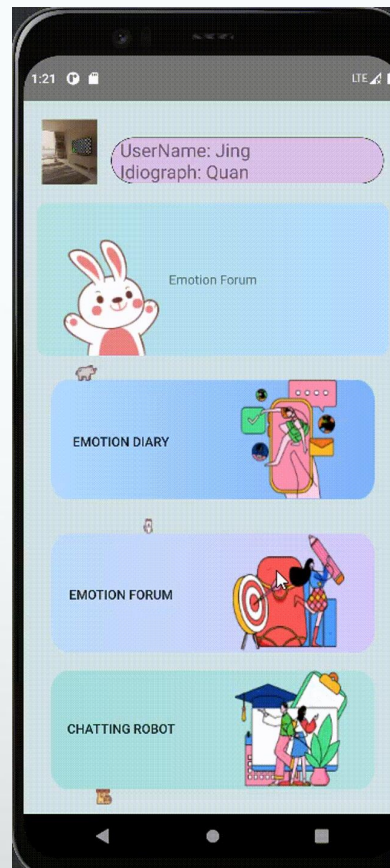 1:21
LTE
UserName: Jing
Idiograph: Quan
Emotion Forum
EMOTION DIARY
EMOTION FORUM
CHATTING ROBOT